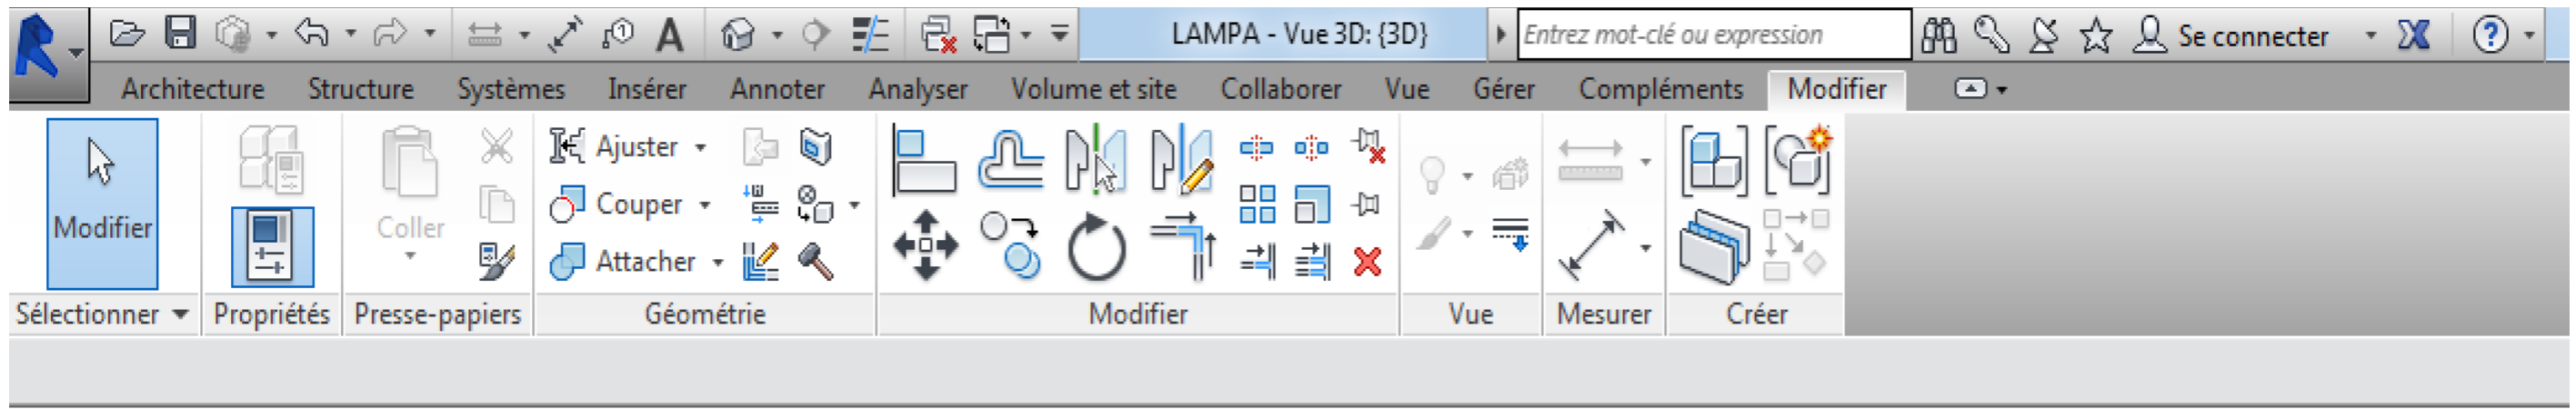 LAMPA - Vue 3D: {3D} Entrez mot-clé ou expression Se connecter
Architecture Structure Systèmes Insérer Annoter Analyser Volume et site Collaborer Vue Gérer Compléments Modifier
Ajuster
Couper
Modifier Coller
Attacher
Sélectionner Propriétés Presse-papiers Géométrie Modifier Vue Mesurer Créer